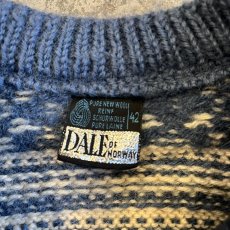 PURE NEW WOOL
REINE
SCHURWOLLE
PURE LAINE
42
DALE OF
NORWAY